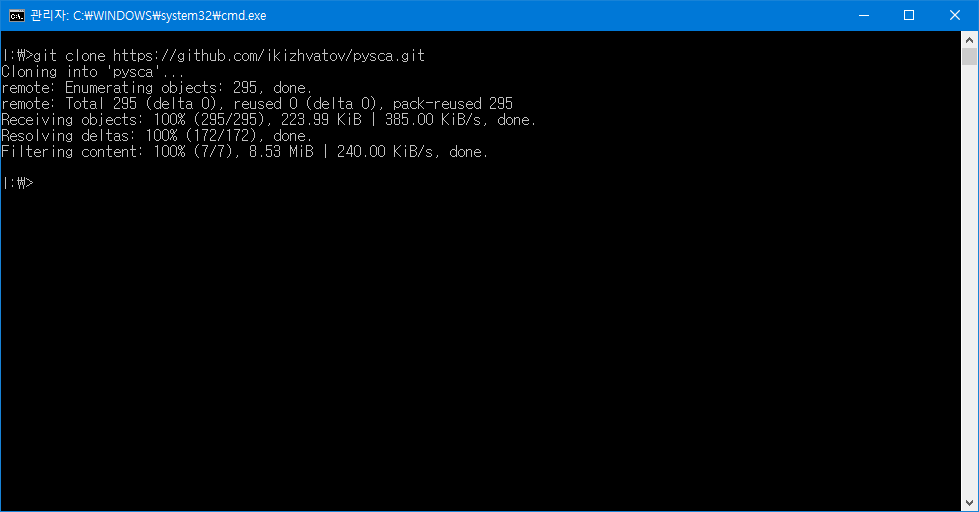 관리자: C:₩WINDOWS₩system32₩cmd.exe
I:₩>git clone https://github.com/ikizhvatov/pysca.git
Cloning into 'pysca'...
remote: Enumerating objects: 295, done.
remote: Total 295 (delta 0), reused 0 (delta 0), pack-reused 295
Receiving objects: 100% (295/295), 223.99 KiB | 385.00 KiB/s, done.
Resolving deltas: 100% (172/172), done.
Filtering content: 100% (7/7), 8.53 MiB | 240.00 KiB/s, done.
I:₩>